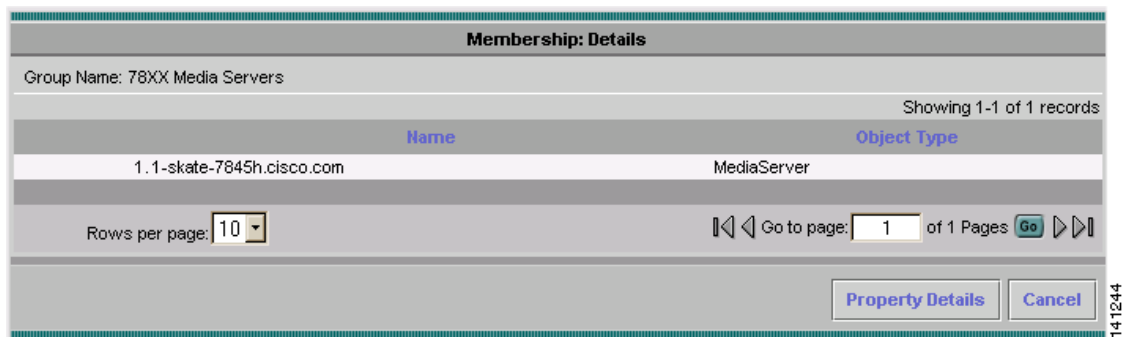 Membership: Details
Group Name: 78XX Media Servers
Showing 1-1 of 1 records
Name Object Type
1.1-skate-7845h.cisco.com MediaServer
Rows per page: 10 Go to page: 1 of 1 Pages Go
Property Details Cancel
141244